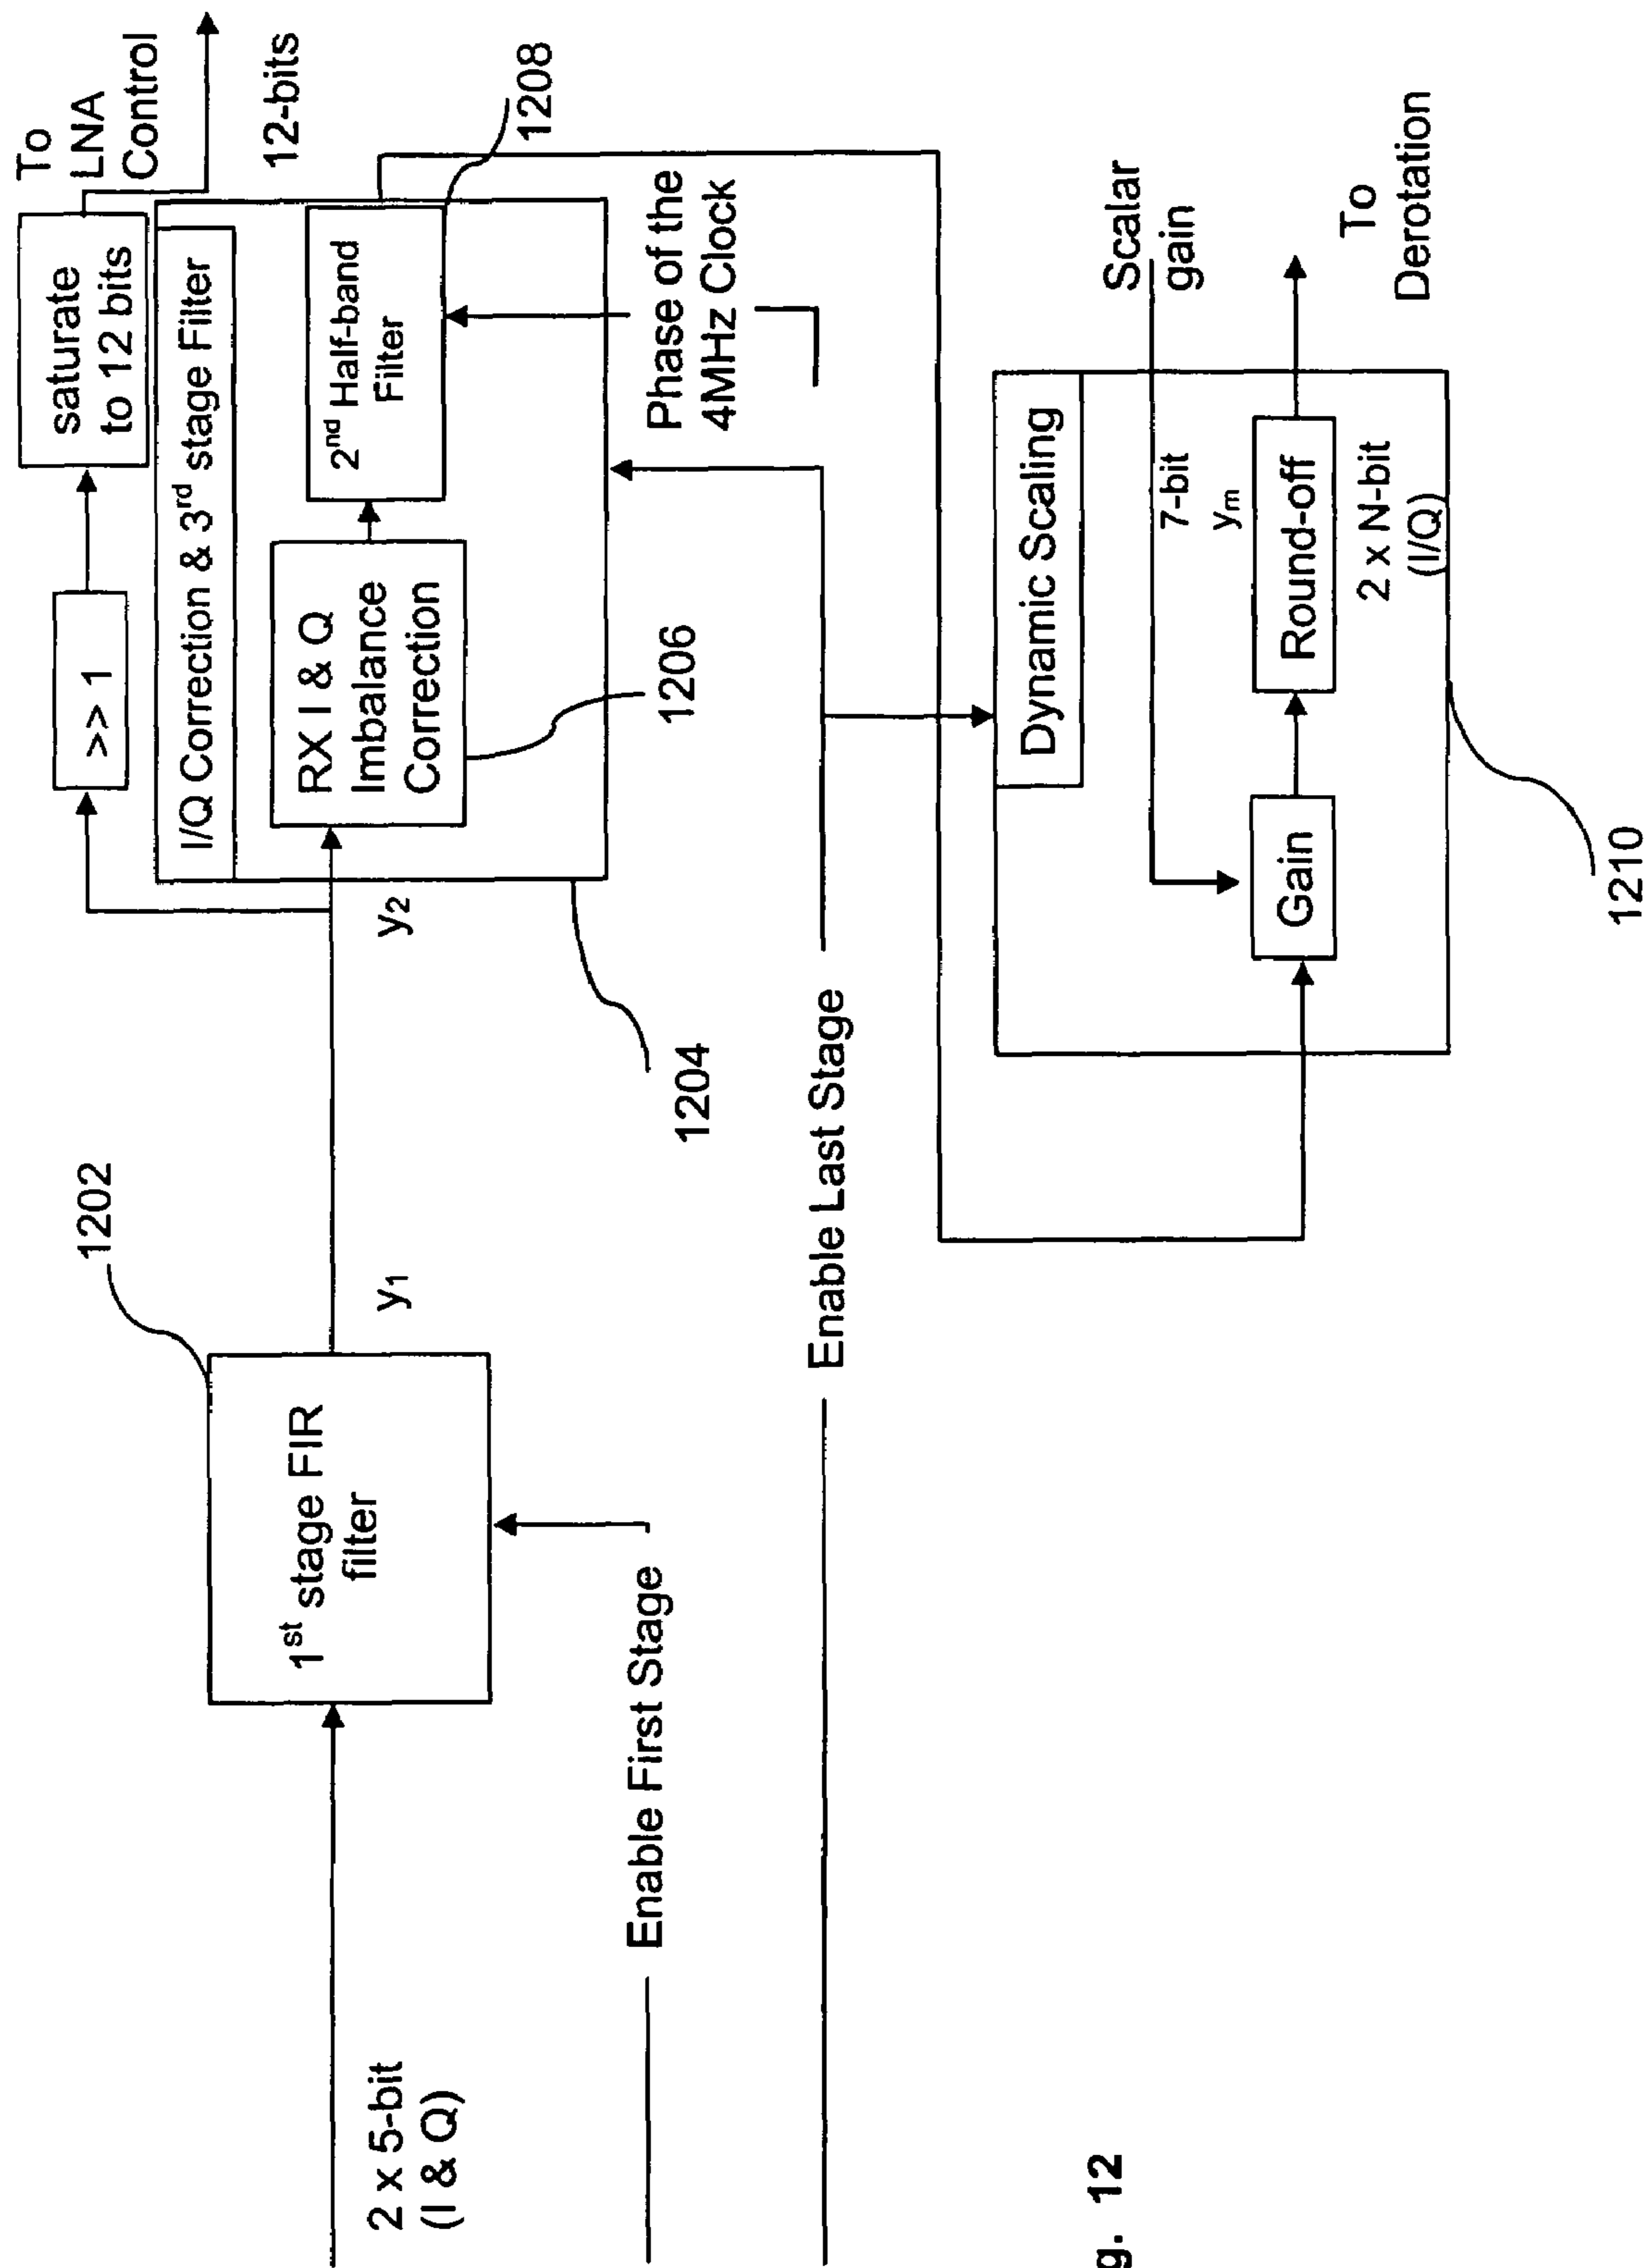 To
LNA
Control
saturate
to 12 bits
>> 1
12-bits
I/Q Correction & 3rd stage Filter
1202
1st stage FIR
filter
y1
y2
RX I & Q
Imbalance
Correction
2nd Half-band
Filter
1208
2 x 5-bit
(I & Q)
Enable First Stage
1204
1206
Phase of the
4MHz Clock
Enable Last Stage
Dynamic Scaling
Scalar
gain
7-bit
ym
Gain
Round-off
2 x N-bit
(I/Q)
To
Derotation
1210
g. 12